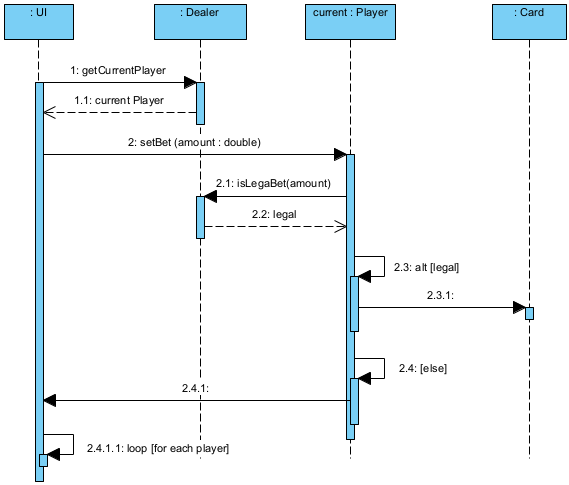 : UI
: Dealer
current : Player
: Card
1: getCurrentPlayer
1.1: current Player
2: setBet (amount : double)
2.1: isLegaBet(amount)
2.2: legal
2.3: alt [legal]
2.3.1:
2.4: [else]
2.4.1:
2.4.1.1: loop [for each player]